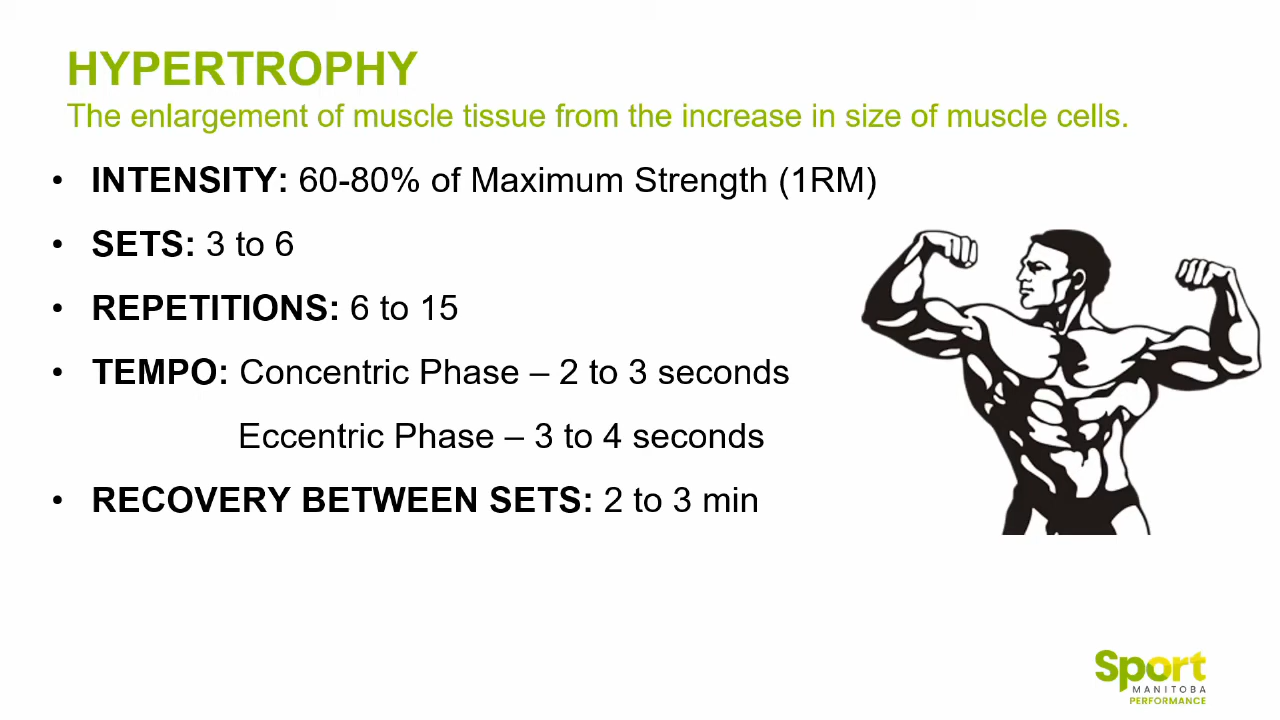 HYPERTROPHY
The enlargement of muscle tissue from the increase in size of muscle cells.
• INTENSITY: 60-80% of Maximum Strength (1RM)
• SETS: 3 to 6
• REPETITIONS: 6 to 15
• TEMPO: Concentric Phase – 2 to 3 seconds
Eccentric Phase – 3 to 4 seconds
• RECOVERY BETWEEN SETS: 2 to 3 min
Sport
MANITOBA
PERFORMANCE